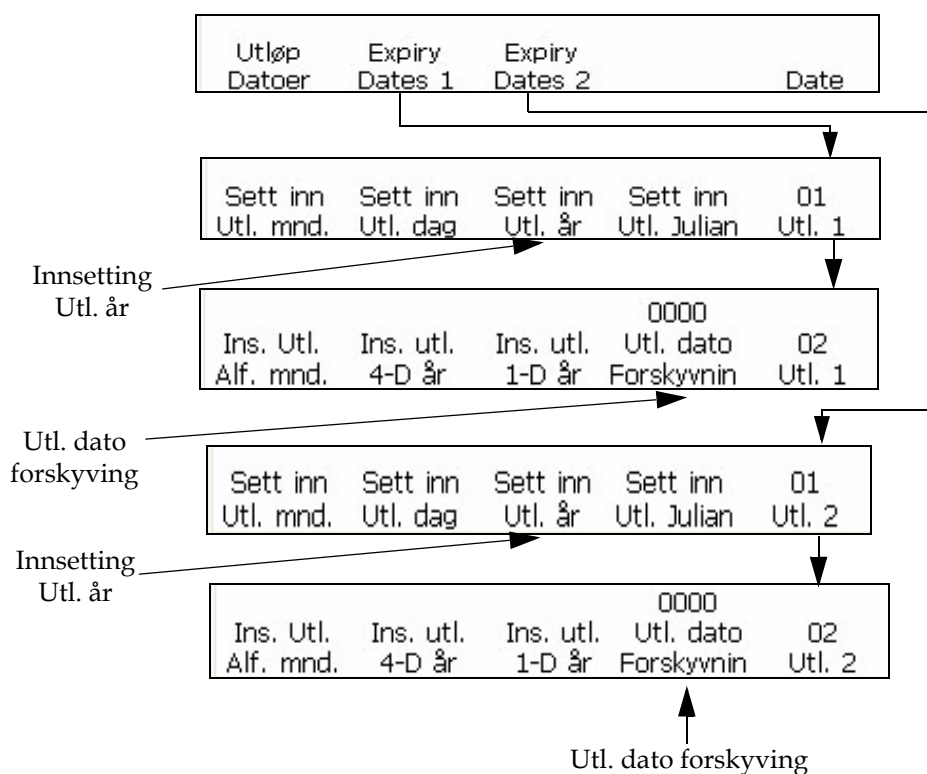 Utløp Expiry Expiry
Datoer Dates 1 Dates 2 Date
Sett inn Sett inn Sett inn Sett inn 01
Utl. mnd. Utl. dag Utl. år Utl. Julian Utl. 1
Innsetting
Utl. år
0000
Ins. Utl. Ins. utl. Ins. utl. Utl. dato 02
Alf. mnd. 4-D år 1-D år Forskyvnin Utl. 1
Utl. dato
forskyving
Sett inn Sett inn Sett inn Sett inn 01
Utl. mnd. Utl. dag Utl. år Utl. Julian Utl. 2
Innsetting
Utl. år
0000
Ins. Utl. Ins. utl. Ins. utl. Utl. dato 02
Alf. mnd. 4-D år 1-D år Forskyvnin Utl. 2
Utl. dato forskyving